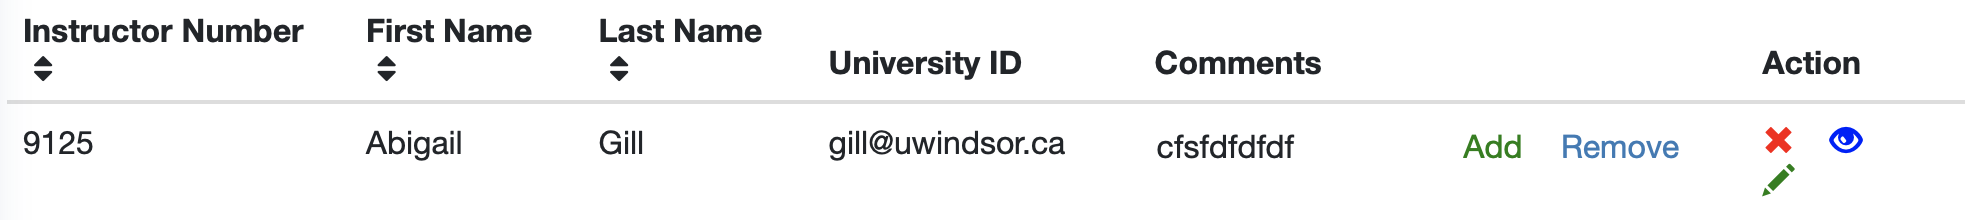 Instructor Number First Name Last Name University ID Comments Action
9125 Abigail Gill gill@uwindsor.ca cfsfdfdfdf Add Remove